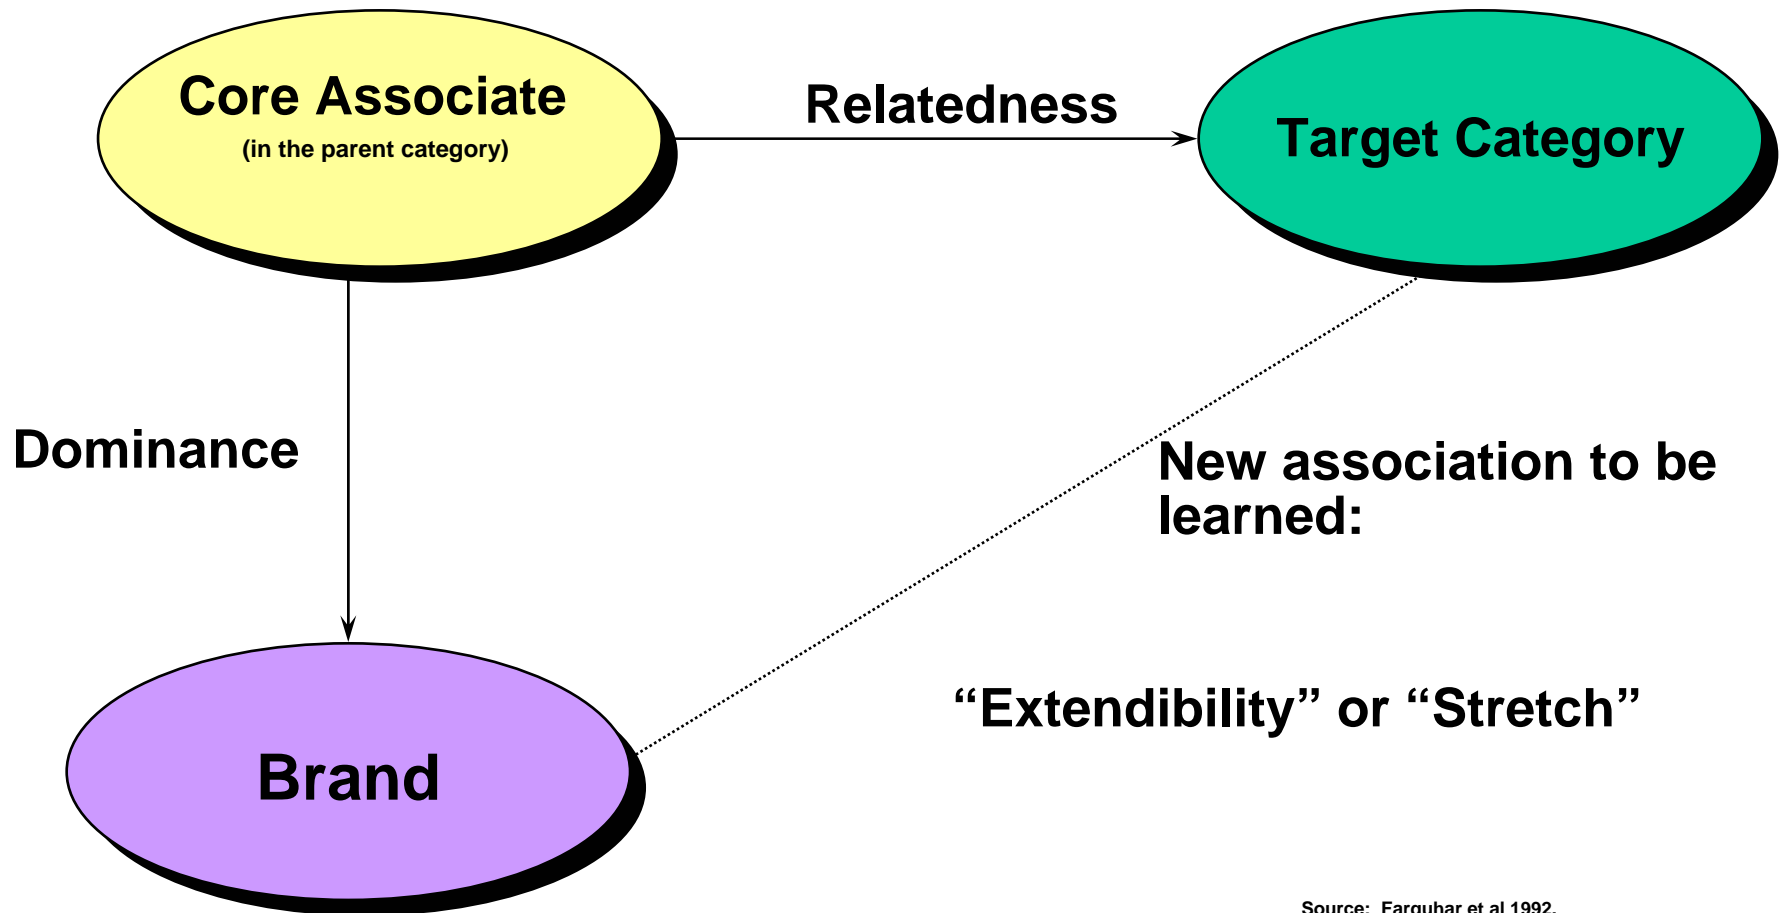 Core Associate
(in the parent category)
Relatedness
Target Category
Dominance
New association to be
learned:
“Extendibility” or “Stretch”
Brand
Source: Farquhar et al 1992.